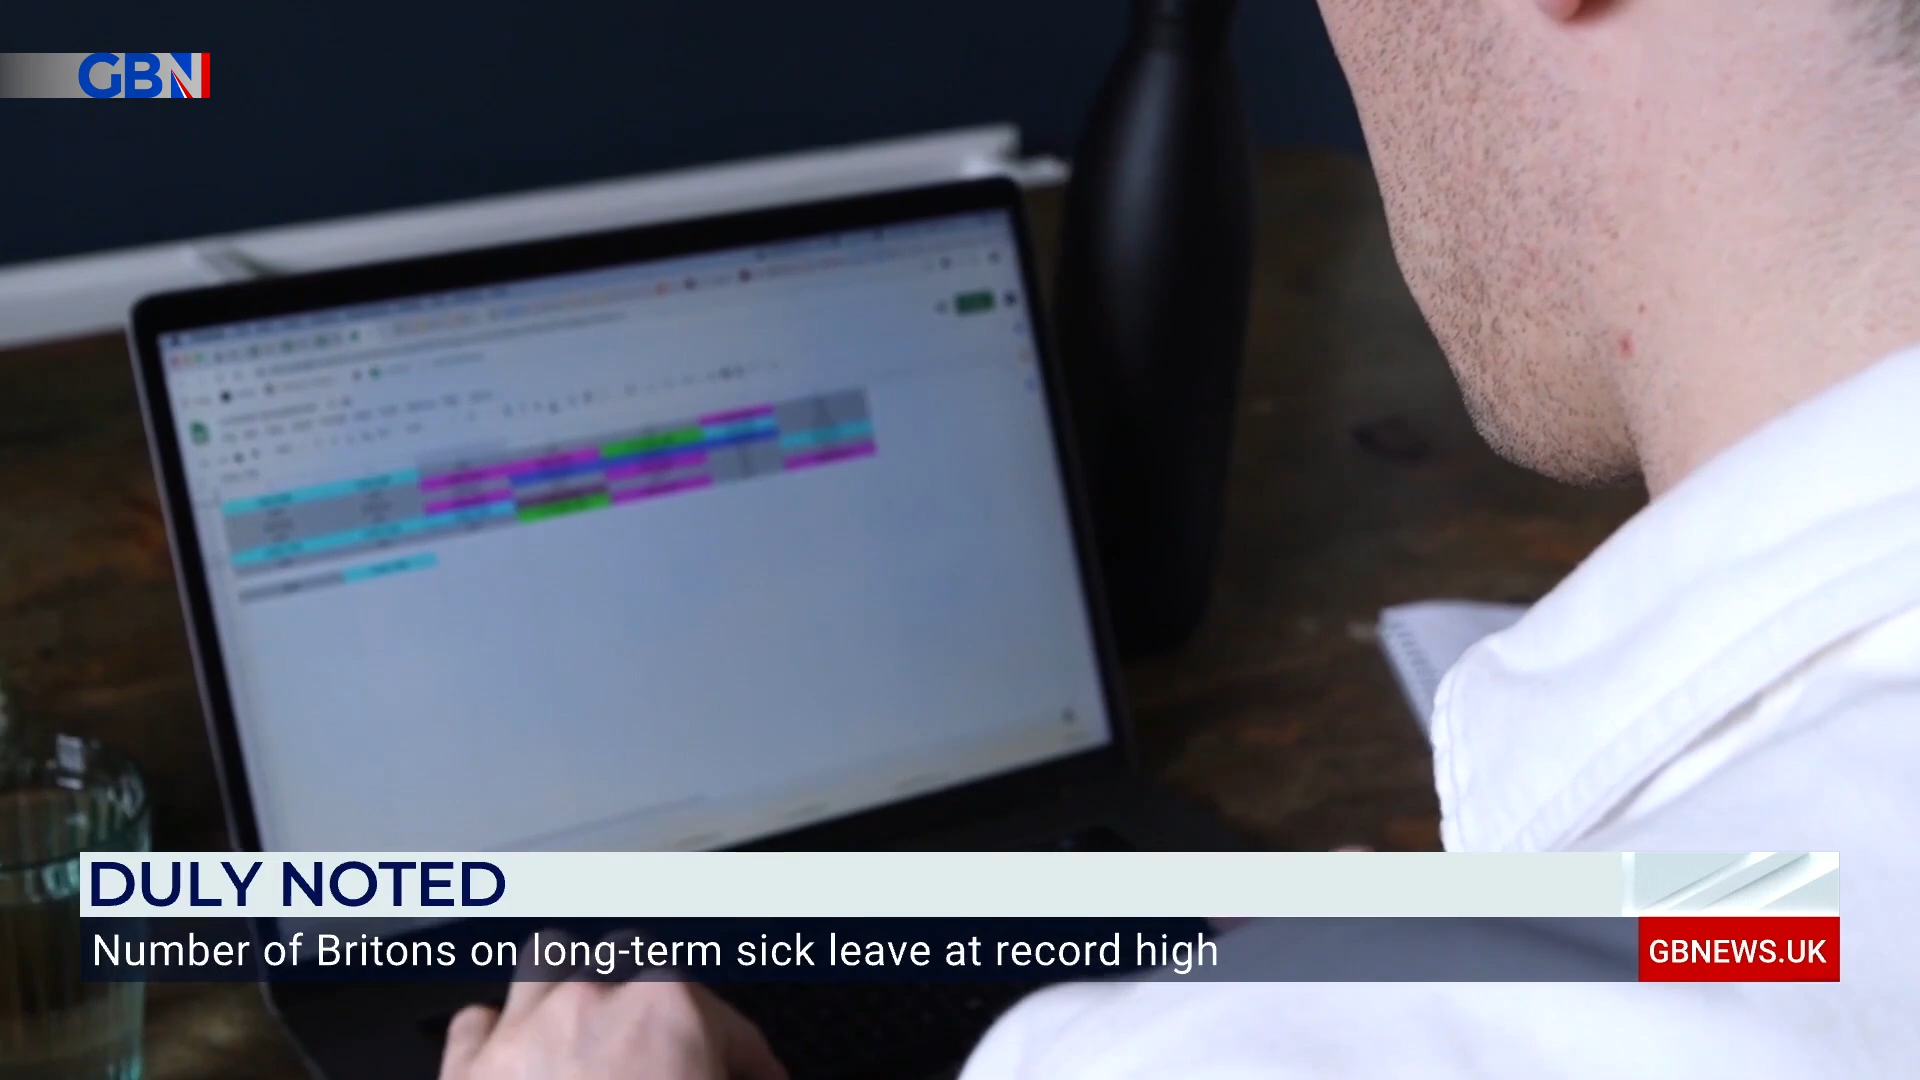 GBN
DULY NOTED
Number of Britons on long-term sick leave at record high
GBNEWS.UK